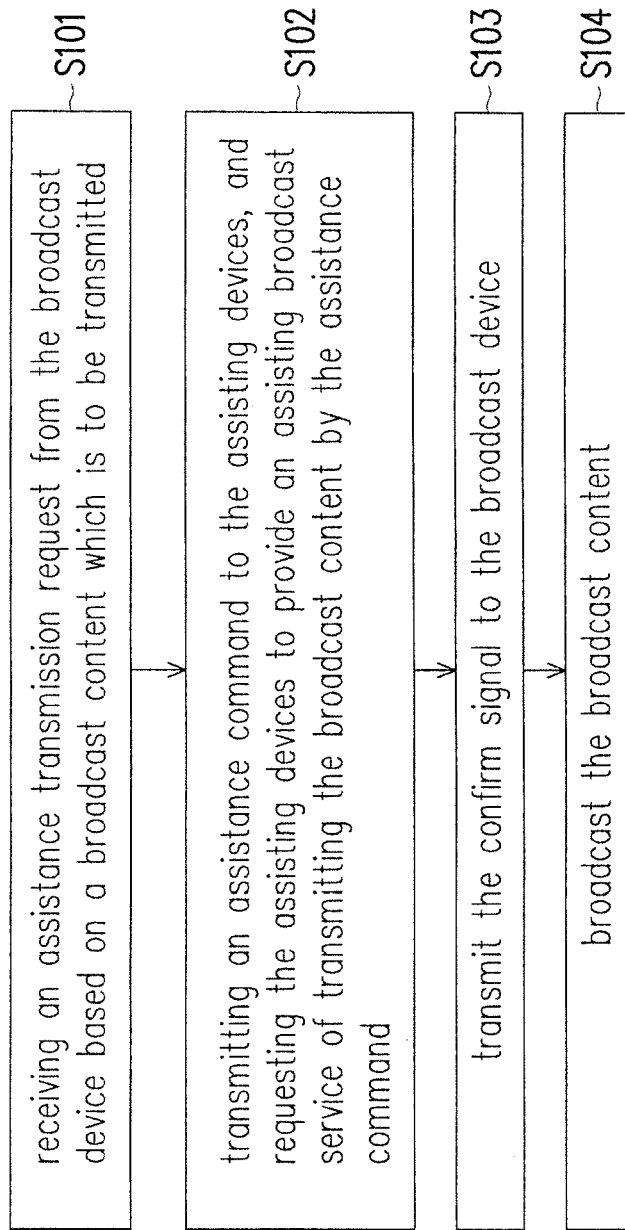 receiving an assistance transmission request from the broadcast
device based on a broadcast content which is to be transmitted
S101
transmitting an assistance command to the assisting devices, and
requesting the assisting devices to provide an assisting broadcast
service of transmitting the broadcast content by the assistance
command
S102
transmit the confirm signal to the broadcast device
S103
broadcast the broadcast content
S104